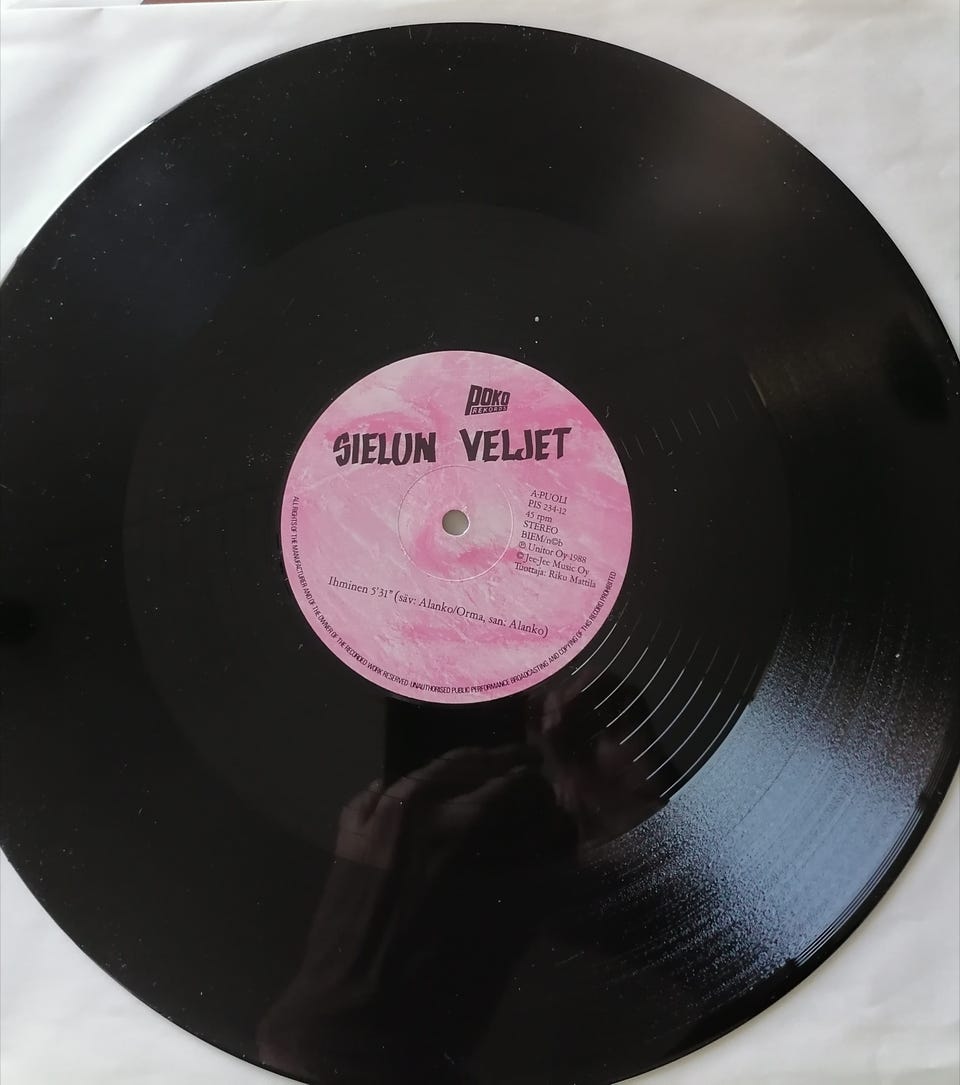 POKO
REKORDS
SIELUN VELJET
A-PUOLI
PIS 234-12
45 rpm
STEREO
BIEM/n©b
℗ Unitor Oy 1988
© Jee-Jee Music Oy
Tuottaja: Riku Mattila
Ihminen 5'31" (säv: Alanko/Orma, san: Alanko)
ALL RIGHTS OF THE MANUFACTURER AND OF THE OWNER OF THE RECORDED WORK RESERVED UNAUTHORISED PUBLIC PERFORMANCE BROADCASTING AND COPYING OF THIS RECORD PROHIBITED